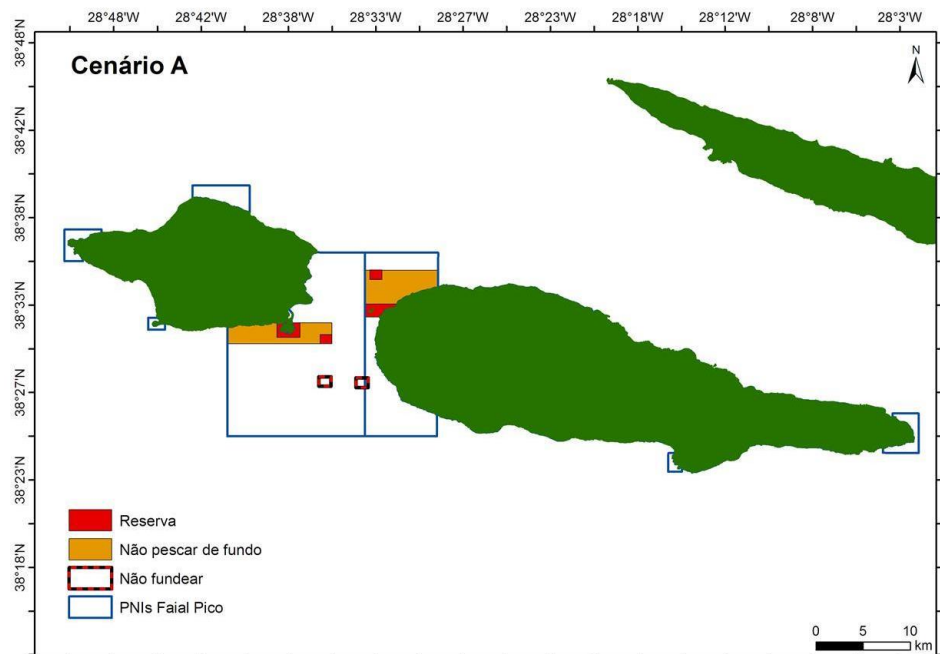 28°48'W 28°42'W 28°38'W 28°33'W 28°27'W 28°23'W 28°18'W 28°12'W 28°8'W 28°3'W
38°48'N
38°42'N
38°38'N
38°33'N
38°27'N
38°23'N
38°18'N
Cenário A
N
Reserva
Não pescar de fundo
Não fundear
PNIs Faial Pico
0 5 10
km